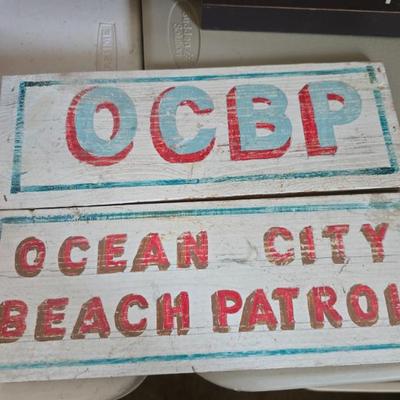 OCBP
OCEAN CITY
BEACH PATROL